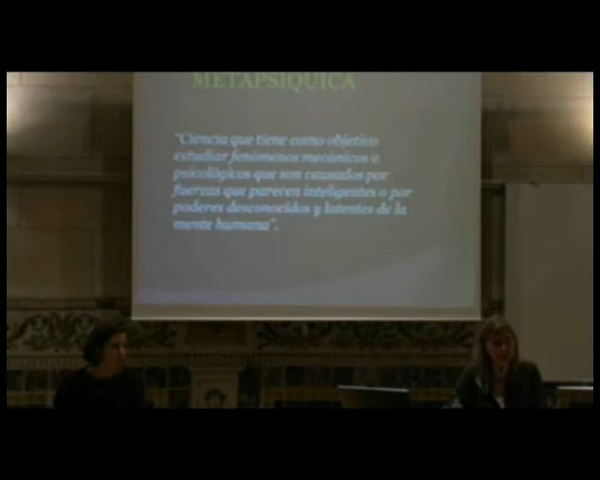 METAPSÍQUICA
"Ciencia que tiene como objetivo
estudiar fenómenos mecánicos o
psicológicos que son causados por
fuerzas que parecen inteligentes o por
poderes desconocidos y latentes de la
mente humana".